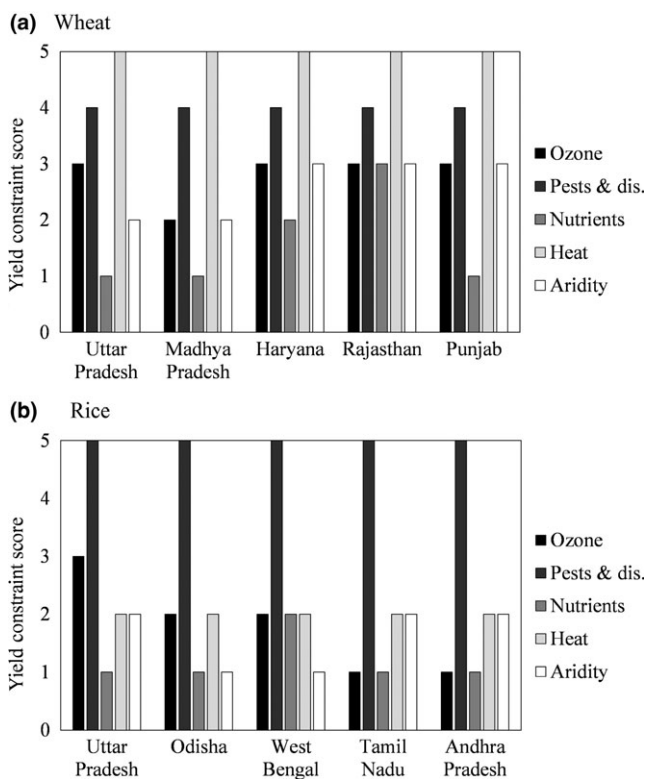 (a) Wheat
Yield constraint score
5
4
3
2
1
0
Uttar Pradesh
Madhya Pradesh
Haryana
Rajasthan
Punjab
Ozone
Pests & dis.
Nutrients
Heat
Aridity
(b) Rice
Yield constraint score
5
4
3
2
1
0
Uttar Pradesh
Odisha
West Bengal
Tamil Nadu
Andhra Pradesh
Ozone
Pests & dis.
Nutrients
Heat
Aridity